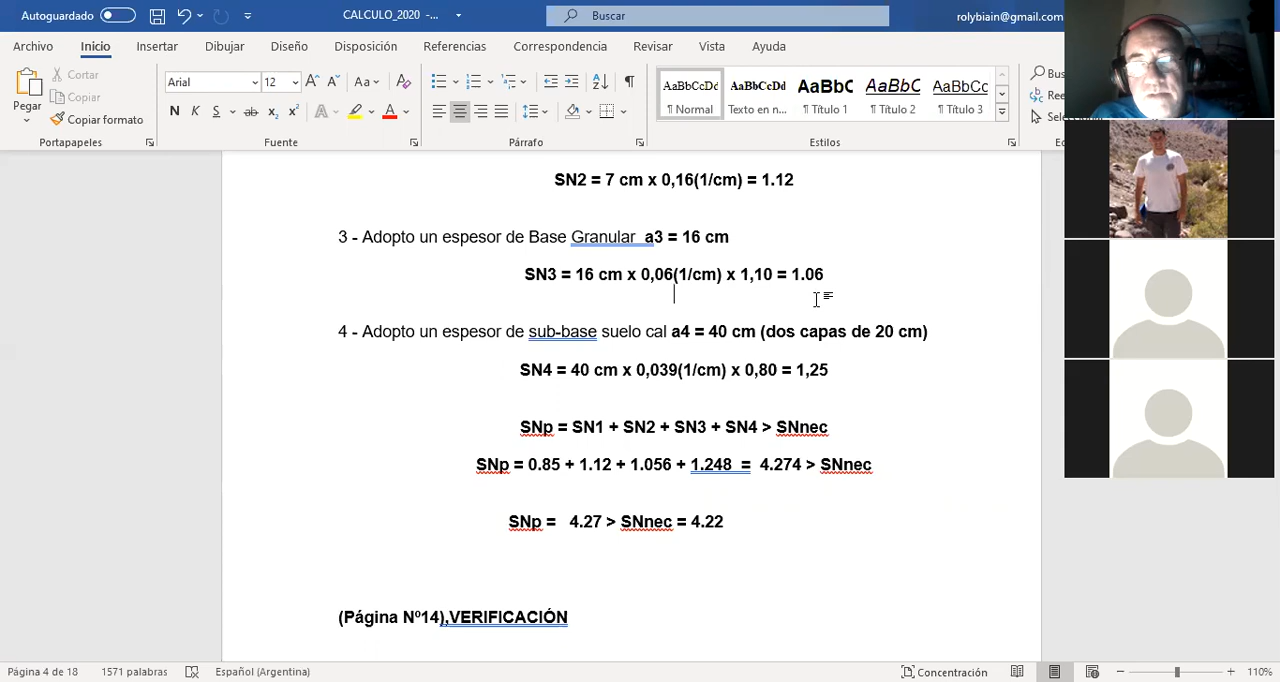 Autoguardado CALCULO_2020 -... Buscar rolybiain@gmail.com
Archivo Inicio Insertar Dibujar Diseño Disposición Referencias Correspondencia Revisar Vista Ayuda
Pegar
Cortar
Copiar
Copiar formato
Portapapeles
Arial 12
N K S
Fuente
Párrafo
AaBbCcDd AaBbCcDd AaBbC AaBbC AaBbCc
¶ Normal Texto en n... ¶ Título 1 ¶ Título 2 ¶ Título 3
Estilos
SN2 = 7 cm x 0,16(1/cm) = 1.12
3 - Adopto un espesor de Base Granular a3 = 16 cm
SN3 = 16 cm x 0,06(1/cm) x 1,10 = 1.06
4 - Adopto un espesor de sub-base suelo cal a4 = 40 cm (dos capas de 20 cm)
SN4 = 40 cm x 0,039(1/cm) x 0,80 = 1,25
SNp = SN1 + SN2 + SN3 + SN4 > SNnec
SNp = 0.85 + 1.12 + 1.056 + 1.248 = 4.274 > SNnec
SNp = 4.27 > SNnec = 4.22
(Página Nº14),VERIFICACIÓN
Página 4 de 18 1571 palabras Español (Argentina) Concentración 110%